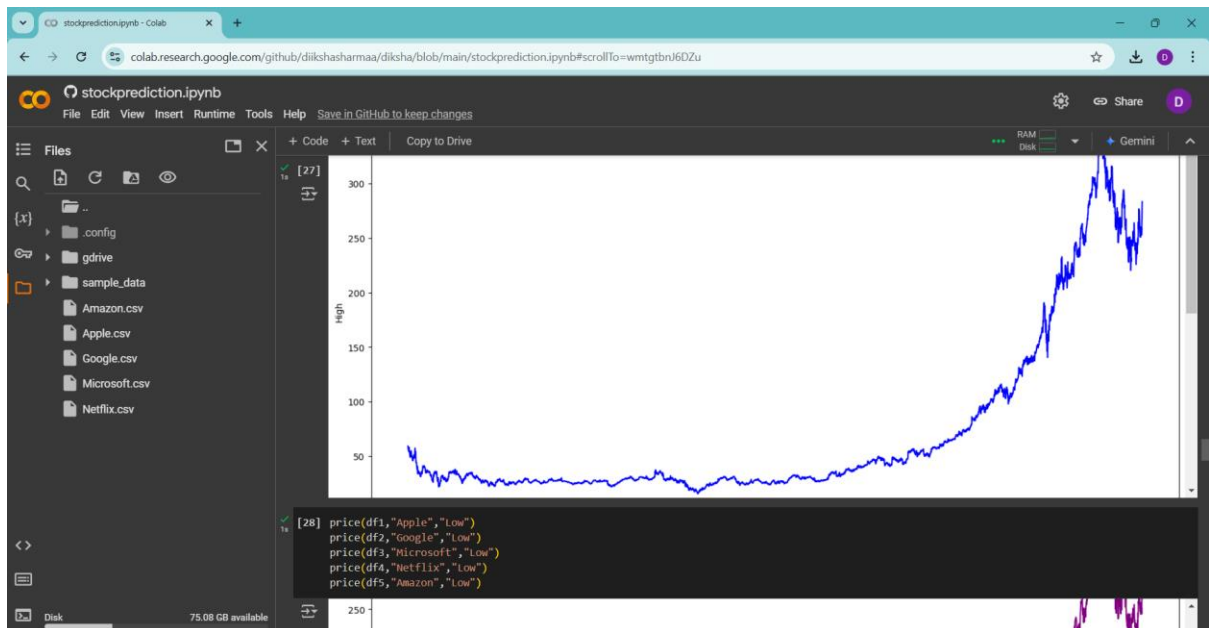 stockprediction.ipynb - Colab
colab.research.google.com/github/diikshasharmaa/diksha/blob/main/stockprediction.ipynb#scrollTo=wmtgtbnJ6DZu
D
CO
stockprediction.ipynb
File Edit View Insert Runtime Tools Help Save in GitHub to keep changes
Share
D
Files
+ Code + Text Copy to Drive
RAM
Disk
Gemini
{x}
..
.config
gdrive
sample_data
Amazon.csv
Apple.csv
Google.csv
Microsoft.csv
Netflix.csv
Disk 75.08 GB available
[27]
1s
300
250
200
150
100
50
High
[28] price(df1,"Apple","Low")
1s
price(df2,"Google","Low")
price(df3,"Microsoft","Low")
price(df4,"Netflix","Low")
price(df5,"Amazon","Low")
250